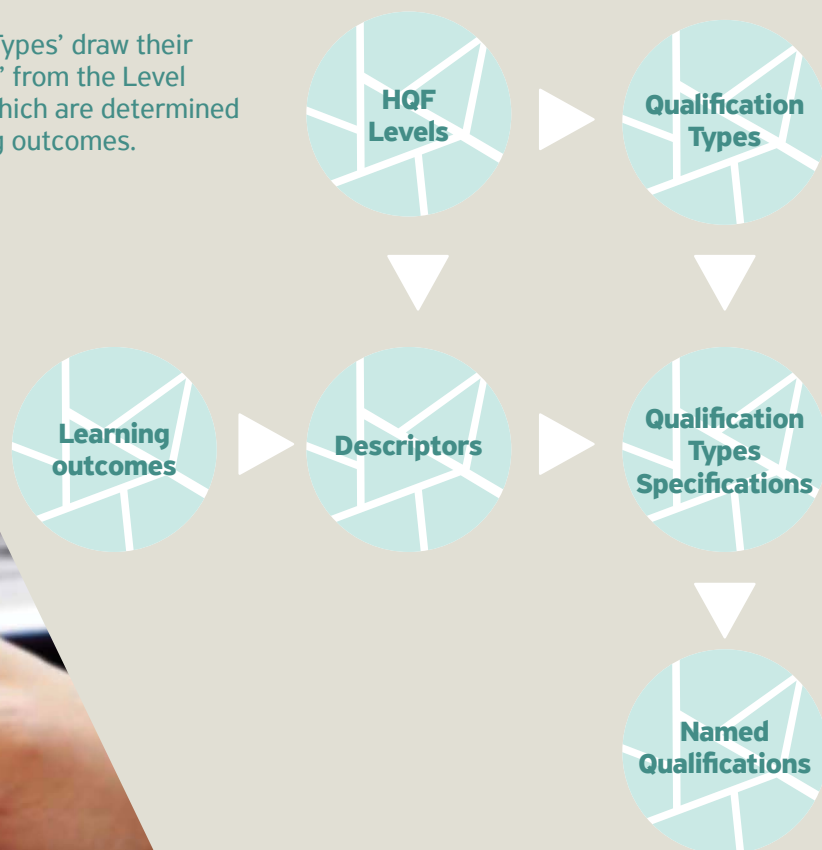 Types’ draw their
’ from the Level
which are determined
outcomes.
HQF
Levels
Qualification
Types
Learning
outcomes
Descriptors
Qualification
Types
Specifications
Named
Qualifications